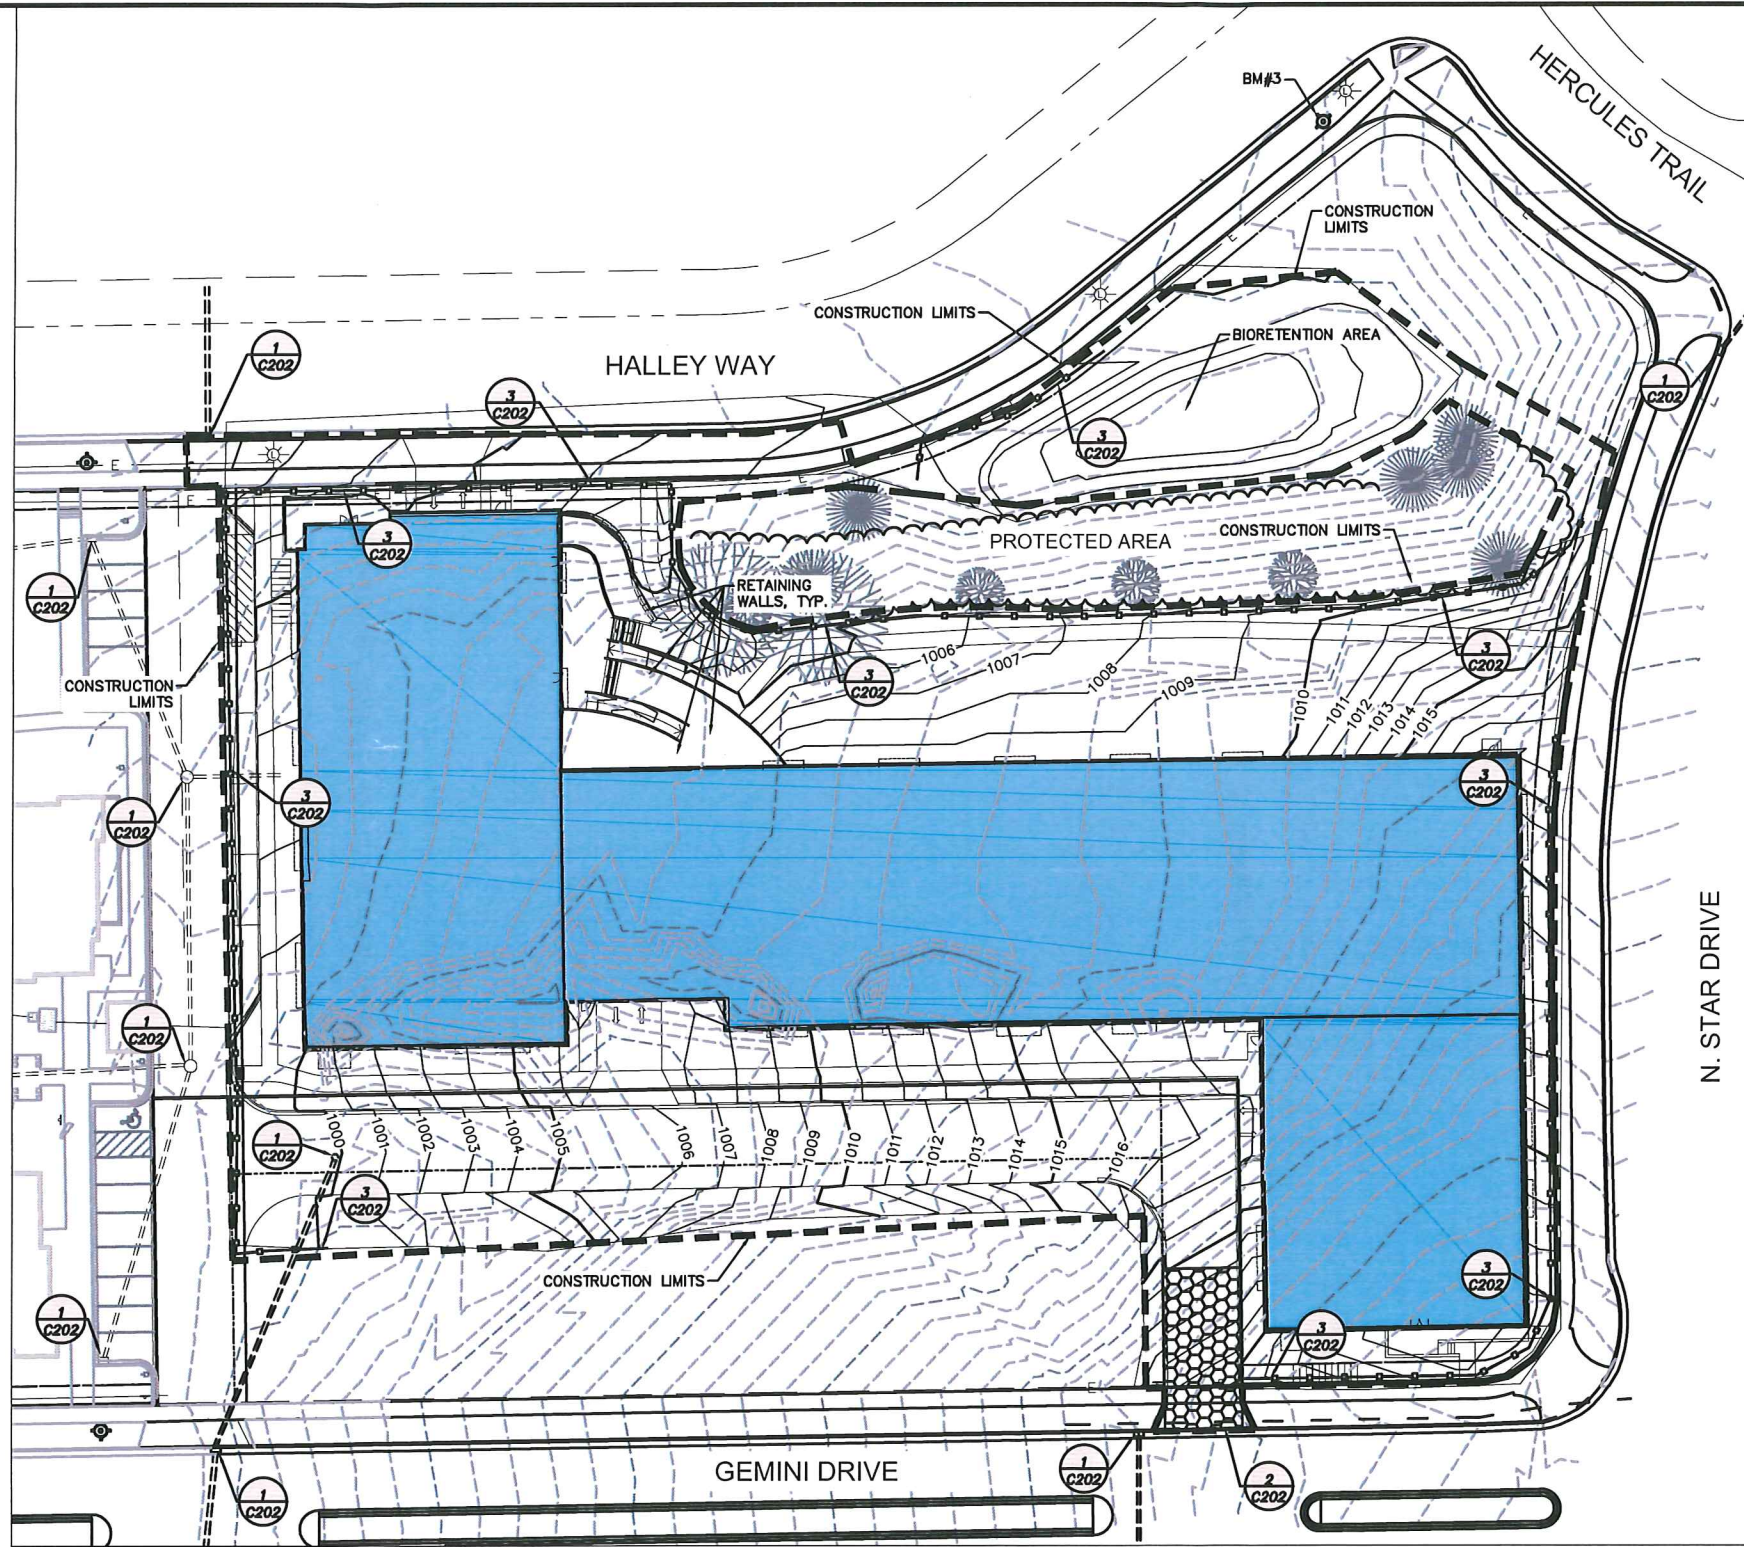 HERCULES TRAIL
BM#3
CONSTRUCTION
LIMITS
CONSTRUCTION LIMITS
BIORETENTION AREA
HALLEY WAY
1
C202
3
C202
1
C202
3
C202
E
E
E
E
E
L
L
L
3
C202
PROTECTED AREA
CONSTRUCTION LIMITS
1
C202
RETAINING
WALLS, TYP.
3
C202
3
C202
CONSTRUCTION
LIMITS
1006
1007
1008
1009
1010
1011
1012
1013
1014
1015
3
C202
3
C202
1
C202
N. STAR DRIVE
1
C202
1
C202
1000
1001
1002
1003
1004
1005
1006
1007
1008
1009
1010
1011
1012
1013
1014
1015
1016
3
C202
CONSTRUCTION LIMITS
3
C202
1
C202
3
C202
E
GEMINI DRIVE
1
C202
1
C202
2
C202